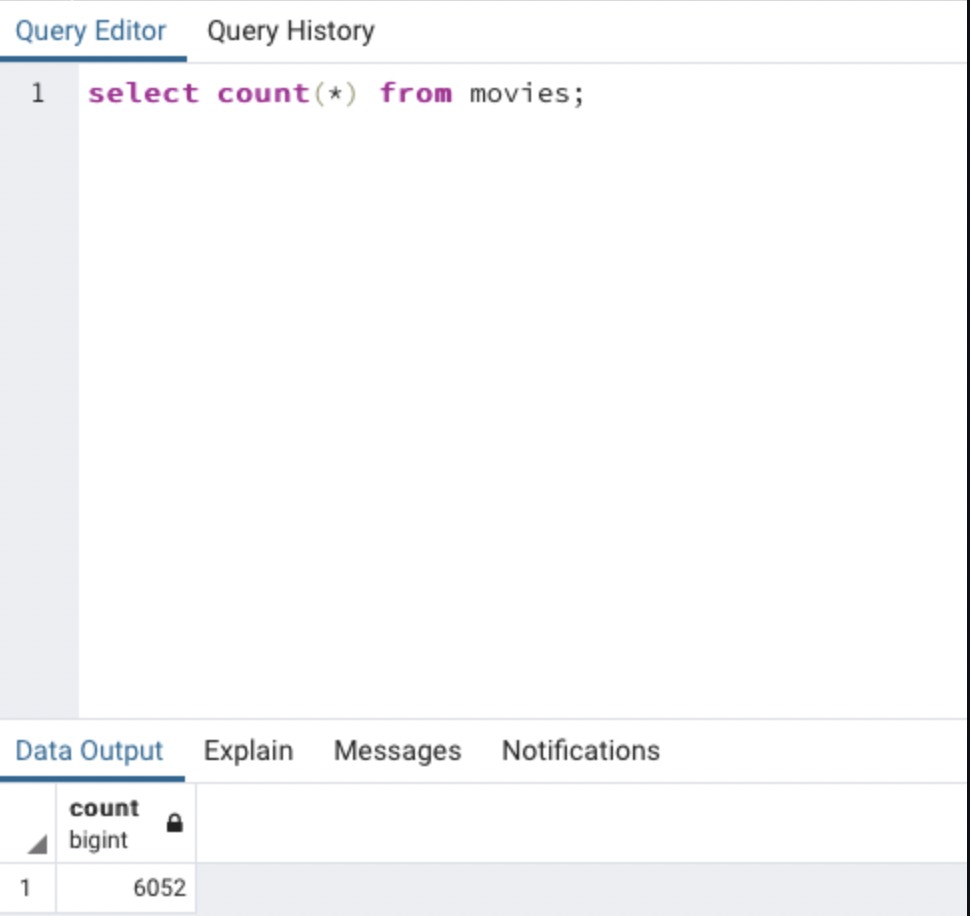 Query Editor Query History
1 select count(*) from movies;
Data Output Explain Messages Notifications
count
bigint
1 6052